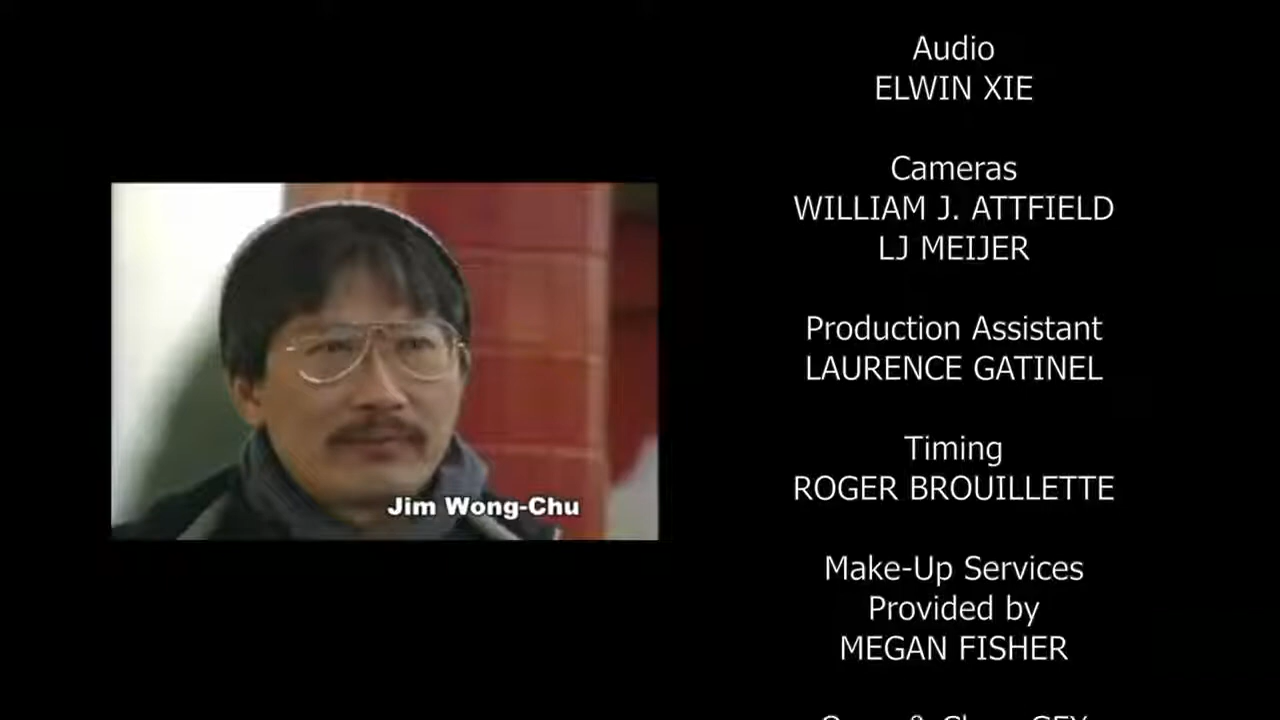 Jim Wong-Chu
Audio
ELWIN XIE
Cameras
WILLIAM J. ATTFIELD
LJ MEIJER
Production Assistant
LAURENCE GATINEL
Timing
ROGER BROUILLETTE
Make-Up Services
Provided by
MEGAN FISHER